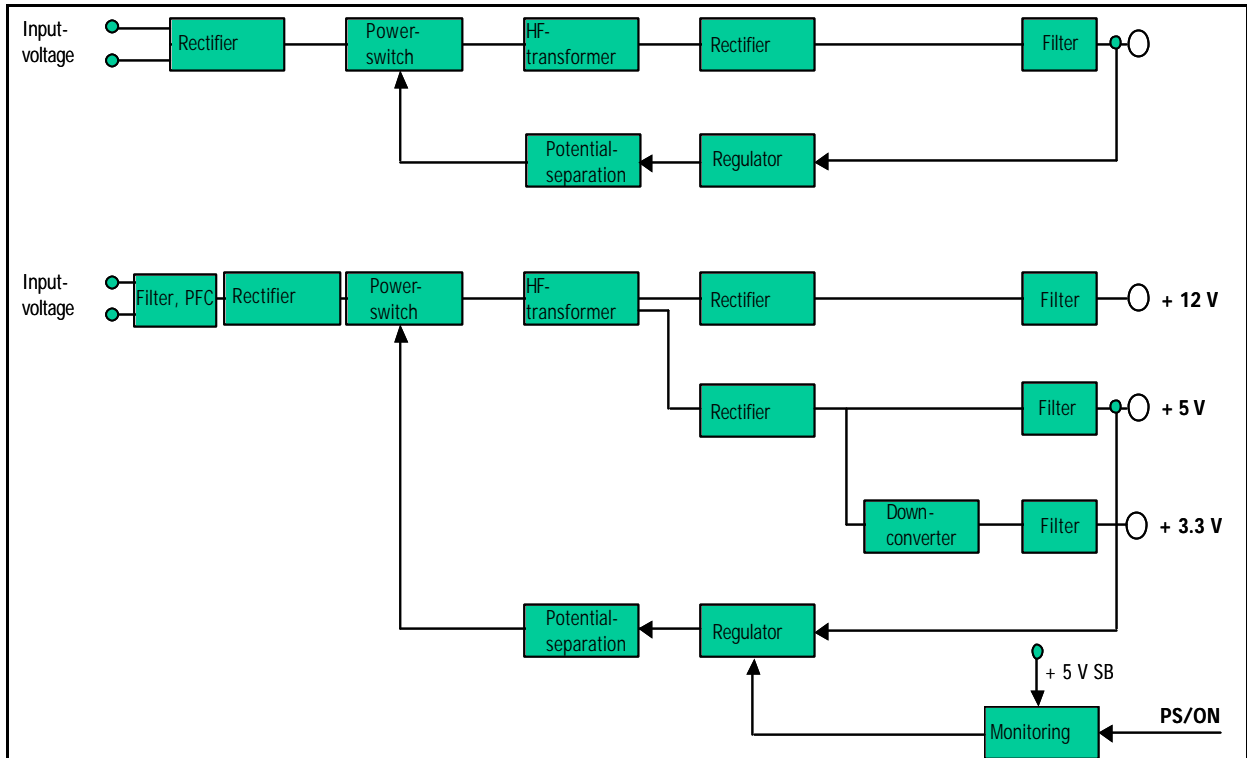 Input-
voltage
Rectifier
Power-
switch
HF-
transformer
Rectifier
Filter
Potential-
separation
Regulator
Input-
voltage
Filter, PFC
Rectifier
Power-
switch
HF-
transformer
Rectifier
Filter
+ 12 V
Rectifier
Filter
+ 5 V
Down-
converter
Filter
+ 3.3 V
Potential-
separation
Regulator
+ 5 V SB
Monitoring
PS/ON